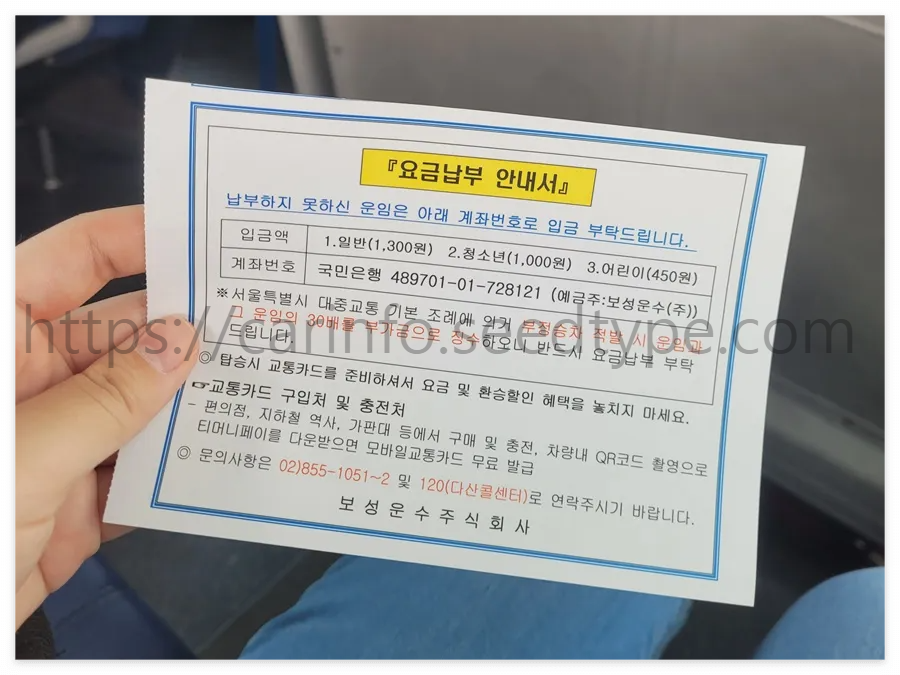 『요금납부 안내서』
납부하지 못하신 운임은 아래 계좌번호로 입금 부탁드립니다.
입금액 1.일반(1,300원) 2.청소년(1,000원) 3.어린이(450원)
계좌번호 국민은행 489701-01-728121 (예금주:보성운수(주))
※서울특별시 대중교통 기본 조례에 의거 부정승차 적발 시 운임과
그 운임의 30배를 부가금으로 징수하오니 반드시 요금납부 부탁
드립니다.
◎ 탑승시 교통카드를 준비하셔서 요금 및 환승할인 혜택을 놓치지 마세요.
☞교통카드 구입처 및 충전처
- 편의점, 지하철 역사, 가판대 등에서 구매 및 충전, 차량내 QR코드 촬영으로
티머니페이를 다운받으면 모바일교통카드 무료 발급
◎ 문의사항은 02)855-1051~2 및 120(다산콜센터)로 연락주시기 바랍니다.
보성운수주식회사
https://carinfo.seedtype.com